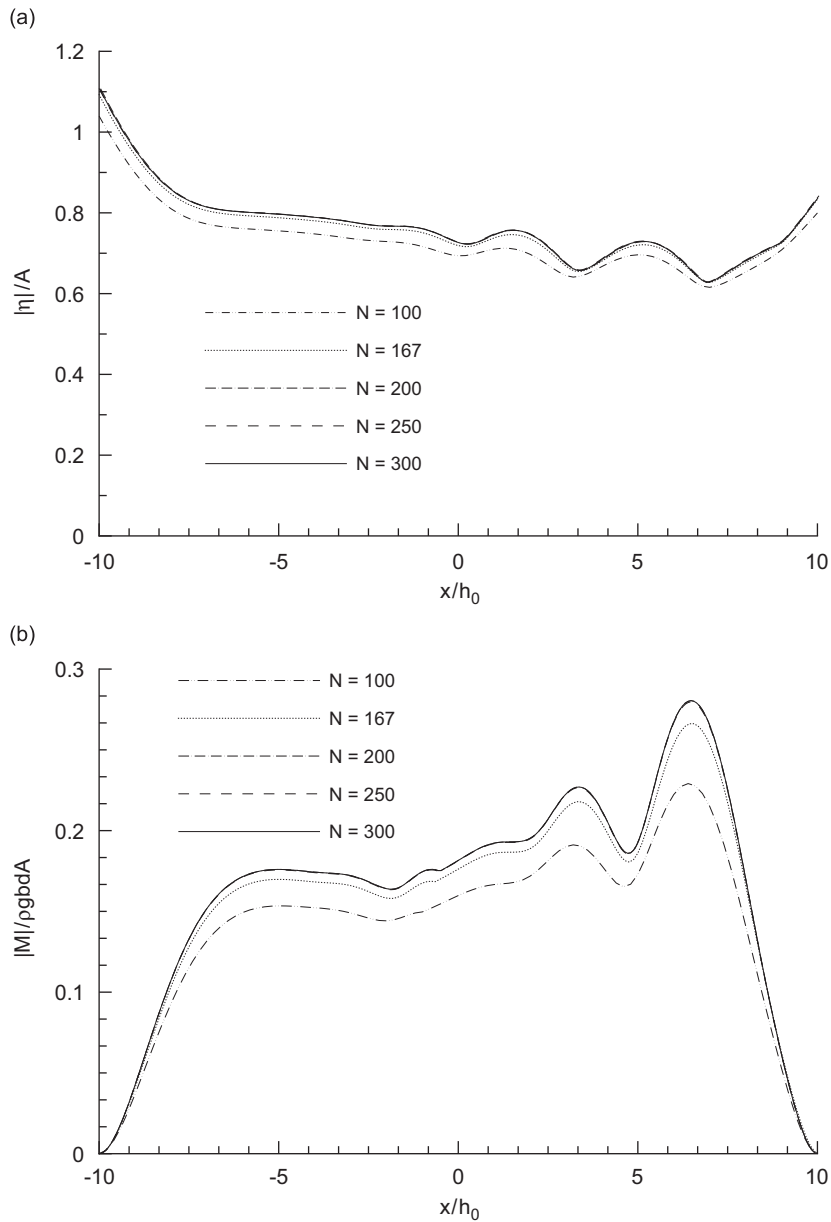 (a)
1.2
1
0.8
0.6
0.4
0.2
0
|η|/A
N = 100
N = 167
N = 200
N = 250
N = 300
-10
-5
0
5
10
x/h₀
(b)
0.3
0.2
0.1
0
|M|/ρgbdA
N = 100
N = 167
N = 200
N = 250
N = 300
-10
-5
0
5
10
x/h₀